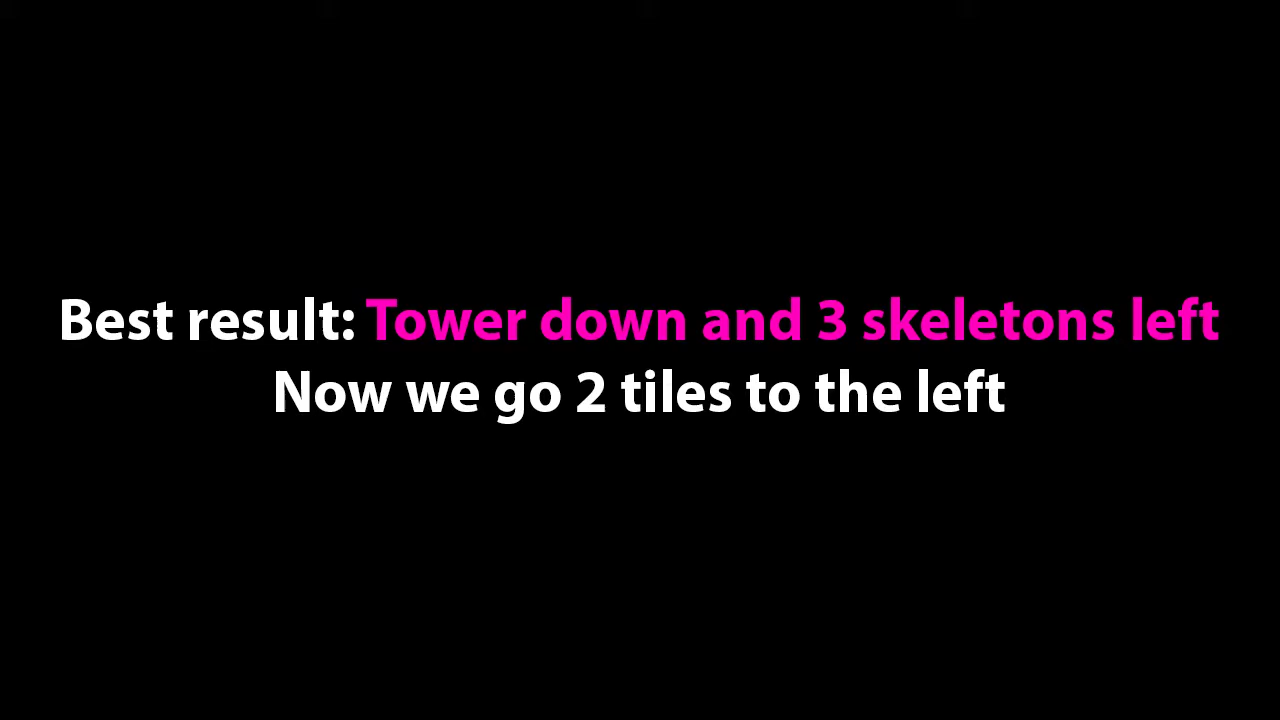 Best result: Tower down and 3 skeletons left
Now we go 2 tiles to the left